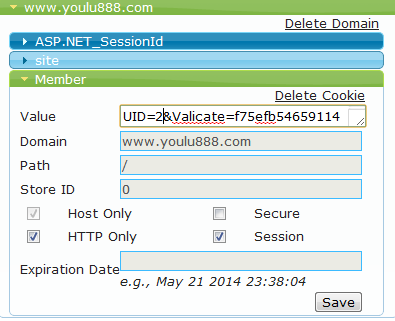 www.youlu888.com
Delete Domain
ASP.NET_SessionId
site
Member
Delete Cookie
Value UID=2&Valicate=f75efb54659114
Domain www.youlu888.com
Path /
Store ID 0
Host Only Secure
HTTP Only Session
Expiration Date
e.g., May 21 2014 23:38:04
Save